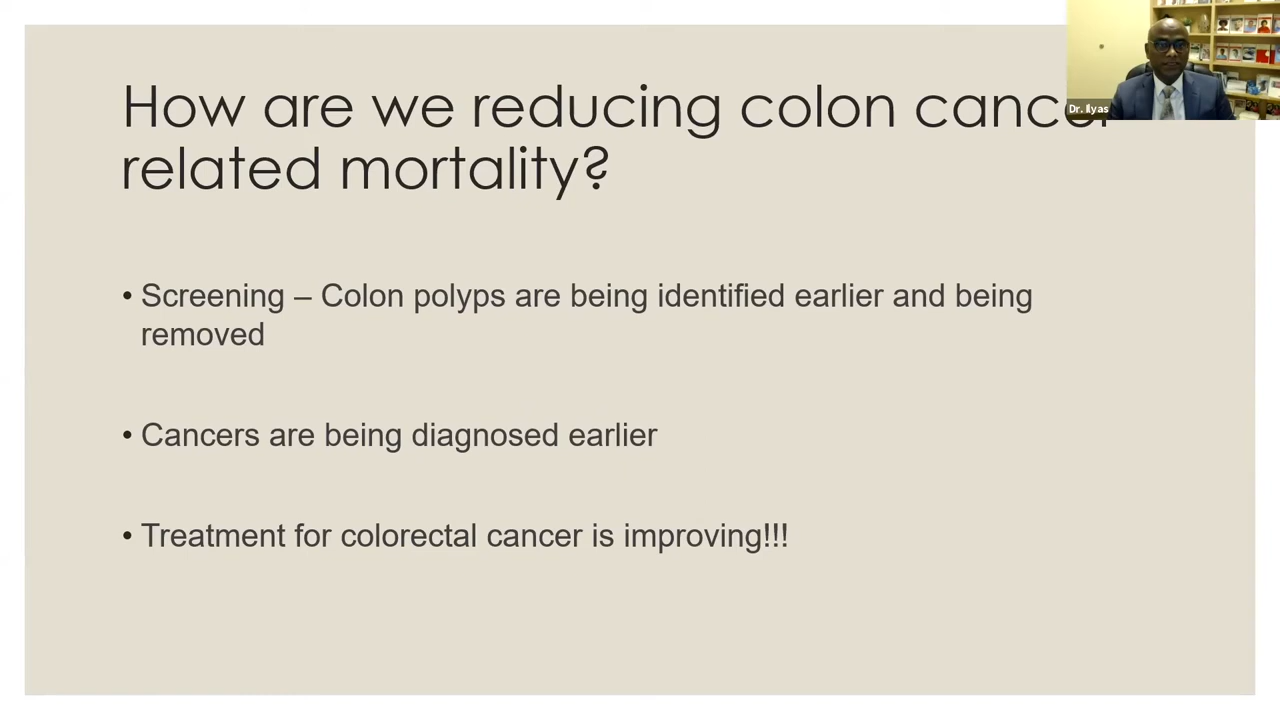 How are we reducing colon cancer
related mortality?
Dr. Ilyas
• Screening – Colon polyps are being identified earlier and being
removed
• Cancers are being diagnosed earlier
• Treatment for colorectal cancer is improving!!!